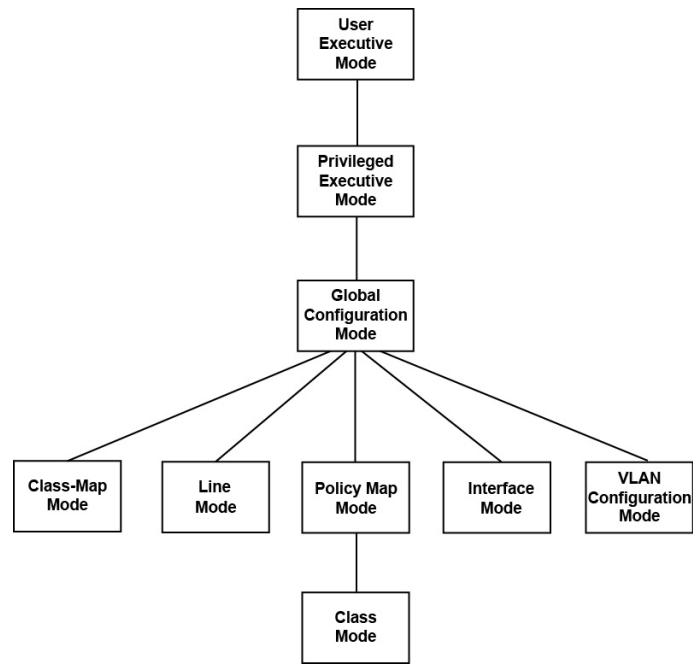 User
Executive
Mode
Privileged
Executive
Mode
Global
Configuration
Mode
Class-Map
Mode
Line
Mode
Policy Map
Mode
Interface
Mode
VLAN
Configuration
Mode
Class
Mode